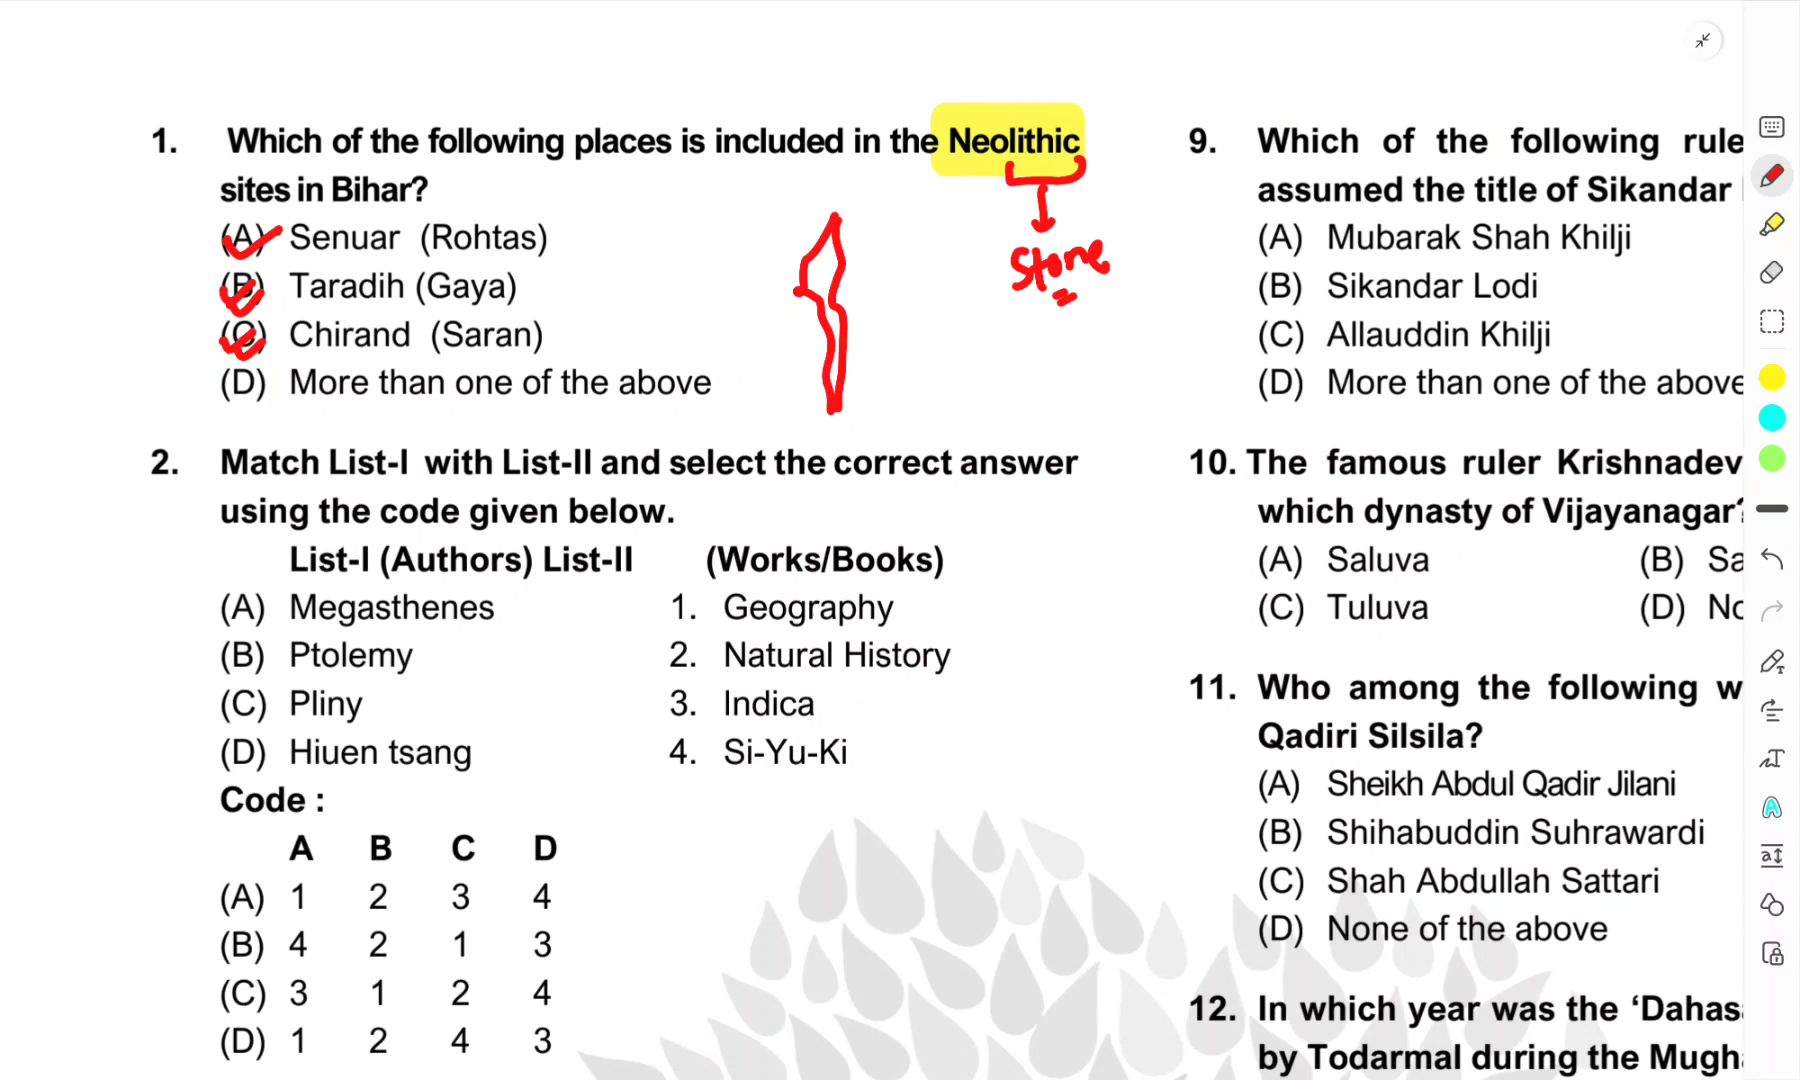 1. Which of the following places is included in the Neolithic
sites in Bihar?
(A) Senuar (Rohtas)
(B) Taradih (Gaya)
(C) Chirand (Saran)
(D) More than one of the above
Stone
2. Match List-I with List-II and select the correct answer
using the code given below.
List-I (Authors) List-II (Works/Books)
(A) Megasthenes 1. Geography
(B) Ptolemy 2. Natural History
(C) Pliny 3. Indica
(D) Hiuen tsang 4. Si-Yu-Ki
Code :
A B C D
(A) 1 2 3 4
(B) 4 2 1 3
(C) 3 1 2 4
(D) 1 2 4 3
9. Which of the following rule
assumed the title of Sikandar
(A) Mubarak Shah Khilji
(B) Sikandar Lodi
(C) Allauddin Khilji
(D) More than one of the above
10. The famous ruler Krishnadev
which dynasty of Vijayanagar?
(A) Saluva (B) Sa
(C) Tuluva (D) No
11. Who among the following w
Qadiri Silsila?
(A) Sheikh Abdul Qadir Jilani
(B) Shihabuddin Suhrawardi
(C) Shah Abdullah Sattari
(D) None of the above
12. In which year was the ‘Dahas
by Todarmal during the Mugh